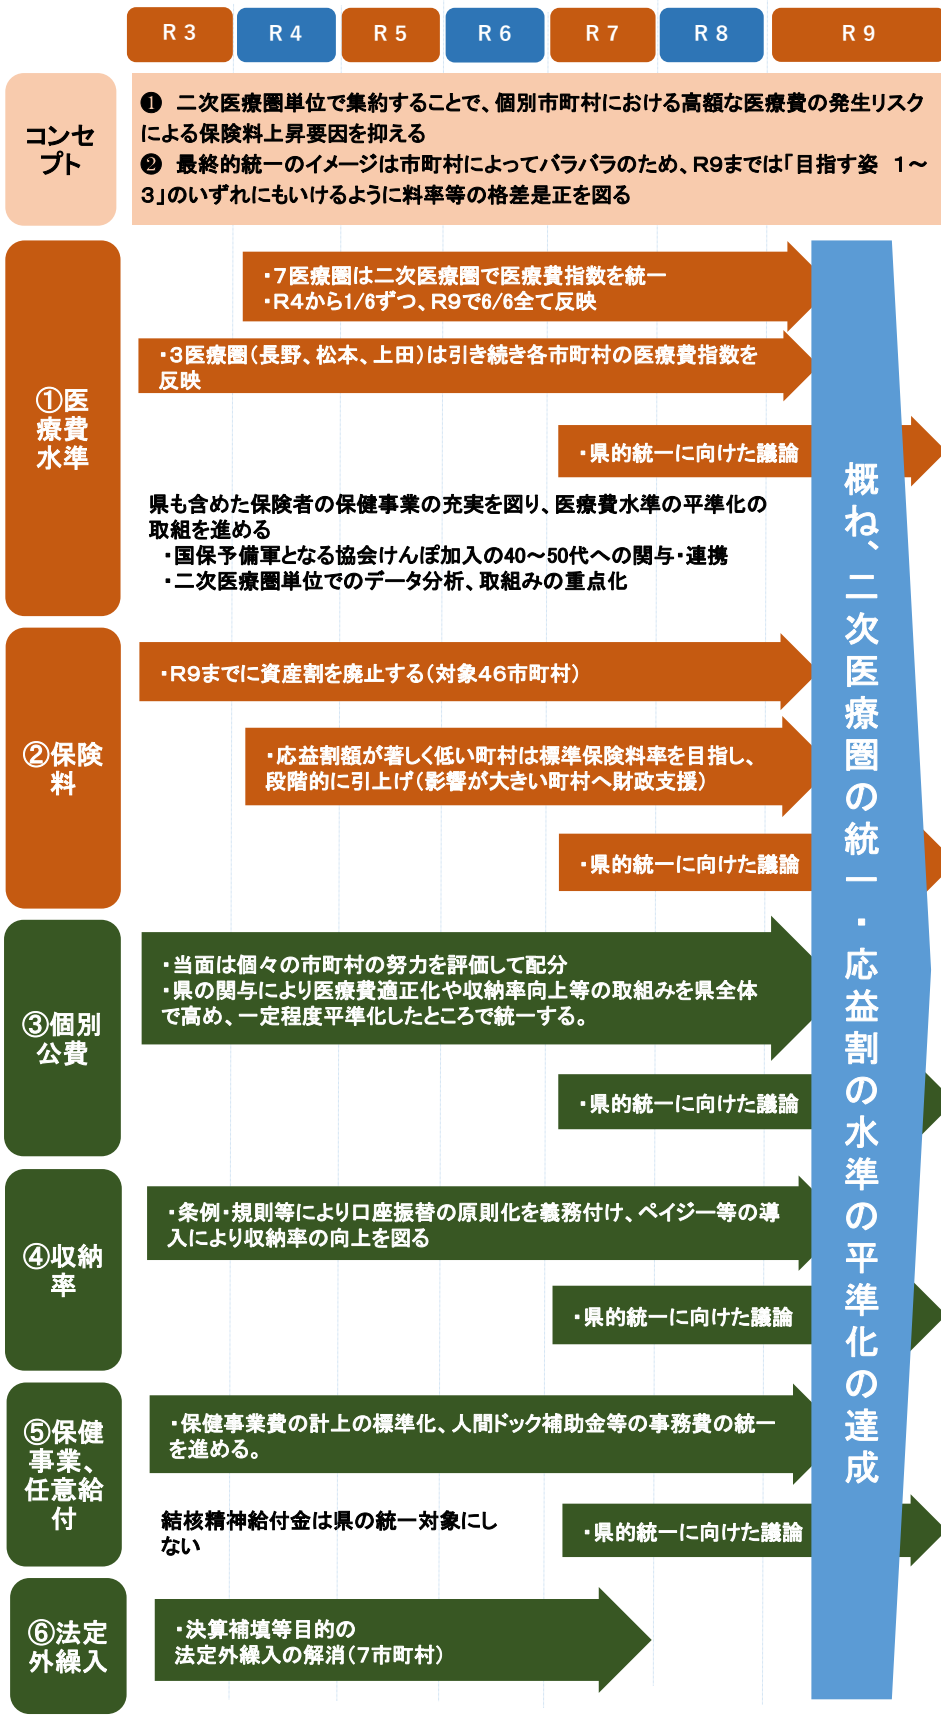 R 3
R 4
R 5
R 6
R 7
R 8
R 9
コンセ
プト
❶　二次医療圏単位で集約することで、個別市町村における高額な医療費の発生リスク
による保険料上昇要因を抑える
❷　最終的統一のイメージは市町村によってバラバラのため、R9までは「目指す姿　1～
3」のいずれにもいけるように料率等の格差是正を図る
①医
療費
水準
・7医療圏は二次医療圏で医療費指数を統一
・R4から1/6ずつ、R9で6/6全て反映
・3医療圏（長野、松本、上田）は引き続き各市町村の医療費指数を
反映
・県的統一に向けた議論
県も含めた保険者の保健事業の充実を図り、医療費水準の平準化の
取組を進める
・国保予備軍となる協会けんぽ加入の40～50代への関与・連携
・二次医療圏単位でのデータ分析、取組みの重点化
②保険
料
・R9までに資産割を廃止する（対象46市町村）
・応益割額が著しく低い町村は標準保険料率を目指し、
段階的に引上げ（影響が大きい町村へ財政支援）
・県的統一に向けた議論
③個別
公費
・当面は個々の市町村の努力を評価して配分
・県の関与により医療費適正化や収納率向上等の取組みを県全体
で高め、一定程度平準化したところで統一する。
・県的統一に向けた議論
④収納
率
・条例・規則等により口座振替の原則化を義務付け、ペイジー等の導
入により収納率の向上を図る
・県的統一に向けた議論
⑤保健
事業、
任意給
付
・保健事業費の計上の標準化、人間ドック補助金等の事務費の統一
を進める。
結核精神給付金は県の統一対象にし
ない
・県的統一に向けた議論
⑥法定
外繰入
・決算補填等目的の
法定外繰入の解消（7市町村）
概ね、二次医療圏の統一・応益割の水準の平準化の達成